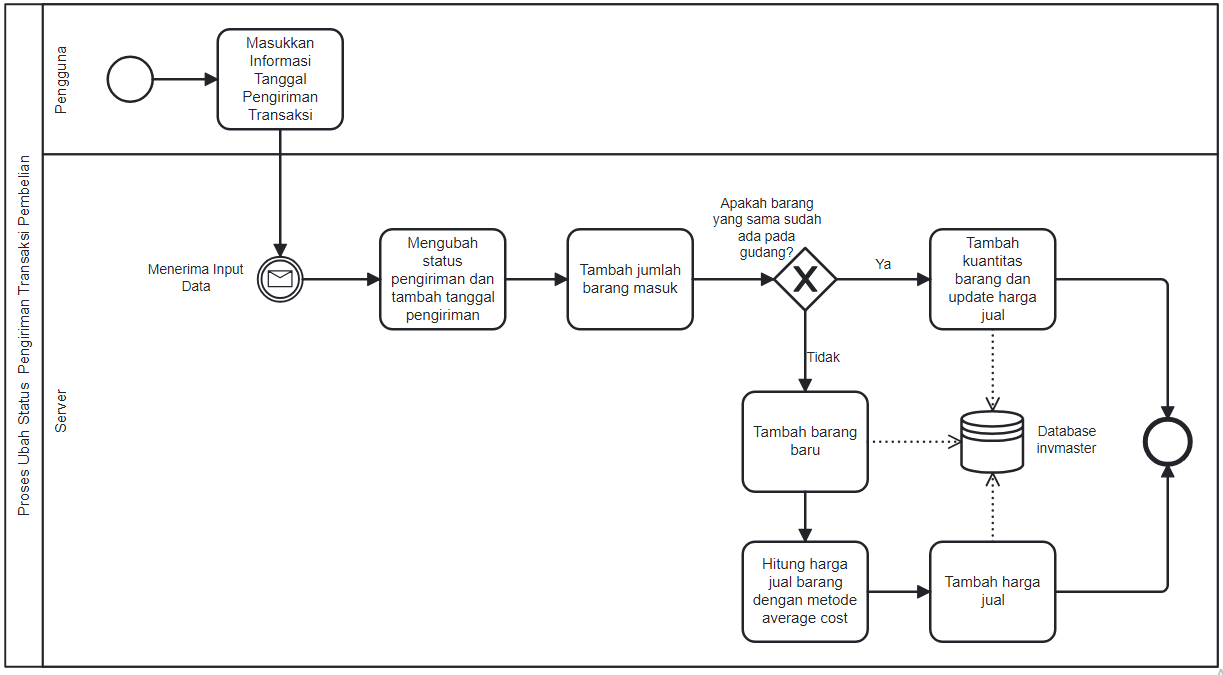 Proses Ubah Status Pengiriman Transaksi Pembelian
Pengguna
Masukkan
Informasi
Tanggal
Pengiriman
Transaksi
Server
Menerima Input
Data
Mengubah
status
pengiriman dan
tambah tanggal
pengiriman
Tambah jumlah
barang masuk
Apakah barang
yang sama sudah
ada pada
gudang?
Ya
Tambah
kuantitas
barang dan
update harga
jual
Tidak
Tambah barang
baru
Database
invmaster
Hitung harga
jual barang
dengan metode
average cost
Tambah harga
jual